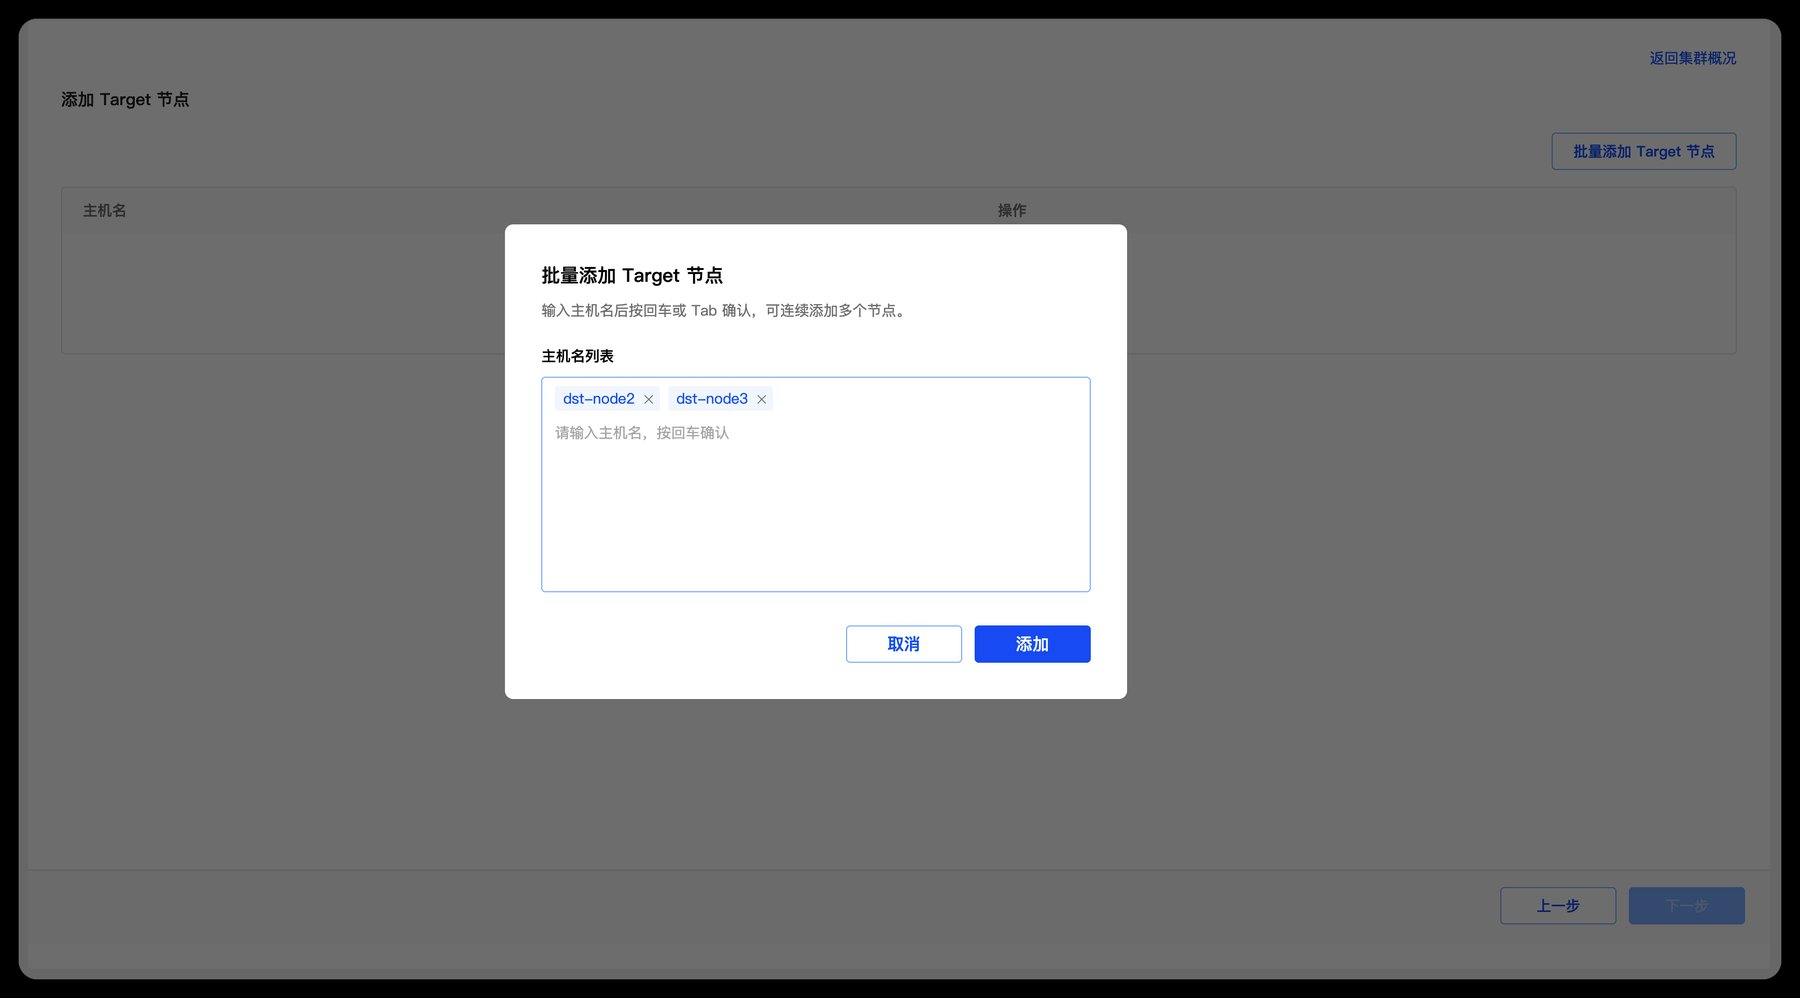 返回集群概况
添加 Target 节点
批量添加 Target 节点
主机名 操作
批量添加 Target 节点
输入主机名后按回车或 Tab 确认，可连续添加多个节点。
主机名列表
dst-node2 × dst-node3 ×
请输入主机名，按回车确认
取消 添加
上一步 下一步